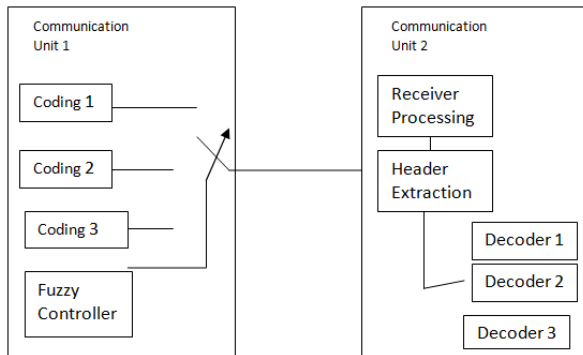 Communication
Unit 1
Coding 1
Coding 2
Coding 3
Fuzzy
Controller
Communication
Unit 2
Receiver
Processing
Header
Extraction
Decoder 1
Decoder 2
Decoder 3